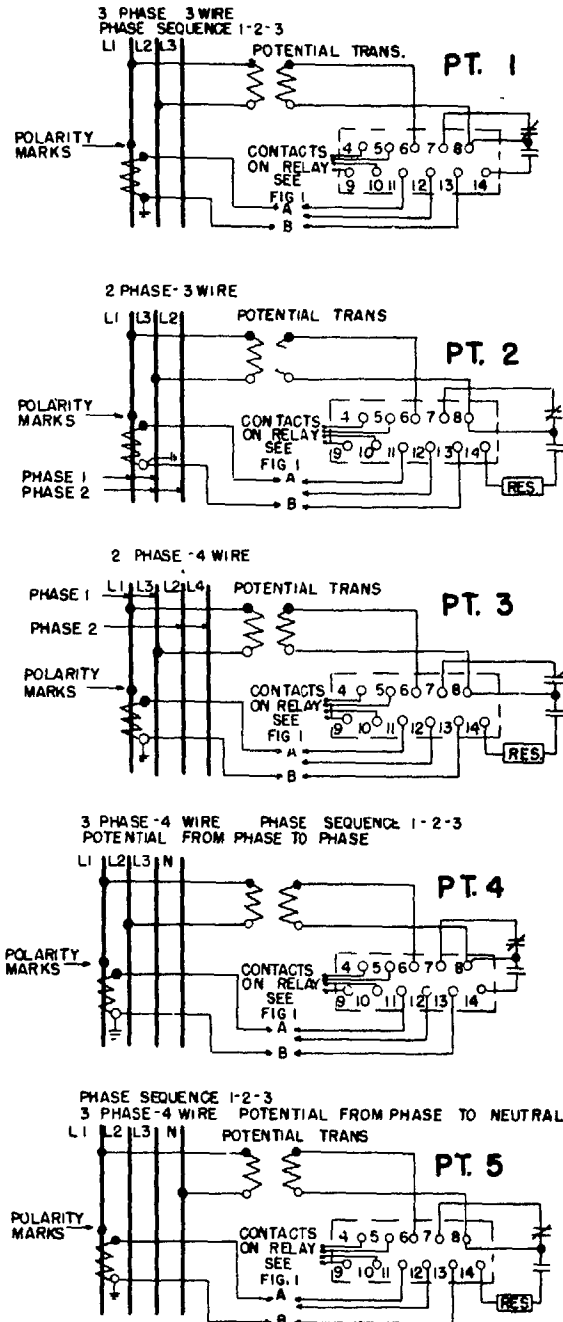 3 PHASE 3 WIRE
PHASE SEQUENCE 1-2-3
L1 L2 L3
POTENTIAL TRANS.
PT. 1
POLARITY
MARKS
CONTACTS
ON RELAY
SEE
FIG 1
4 5 6 7 8
9 10 11 12 13 14
A
B
2 PHASE-3 WIRE
L1 L3 L2
POTENTIAL TRANS
PT. 2
POLARITY
MARKS
CONTACTS
ON RELAY
SEE
FIG 1
4 5 6 7 8
9 10 11 12 13 14
RES.
PHASE 1
PHASE 2
A
B
2 PHASE-4 WIRE
PHASE 1
L1 L3 L2 L4
POTENTIAL TRANS
PT. 3
PHASE 2
POLARITY
MARKS
CONTACTS
ON RELAY
SEE
FIG 1
4 5 6 7 8
9 10 11 12 13 14
RES.
A
B
3 PHASE-4 WIRE PHASE SEQUENCE 1-2-3
POTENTIAL FROM PHASE TO PHASE
L1 L2 L3 N
PT. 4
POLARITY
MARKS
CONTACTS
ON RELAY
SEE
FIG 1
4 5 6 7 8
9 10 11 12 13 14
A
B
PHASE SEQUENCE 1-2-3
3 PHASE-4 WIRE POTENTIAL FROM PHASE TO NEUTRAL
L1 L2 L3 N
POTENTIAL TRANS
PT. 5
POLARITY
MARKS
CONTACTS
ON RELAY
SEE
FIG. 1
4 5 6 7 8
9 10 11 12 13 14
RES
A
B